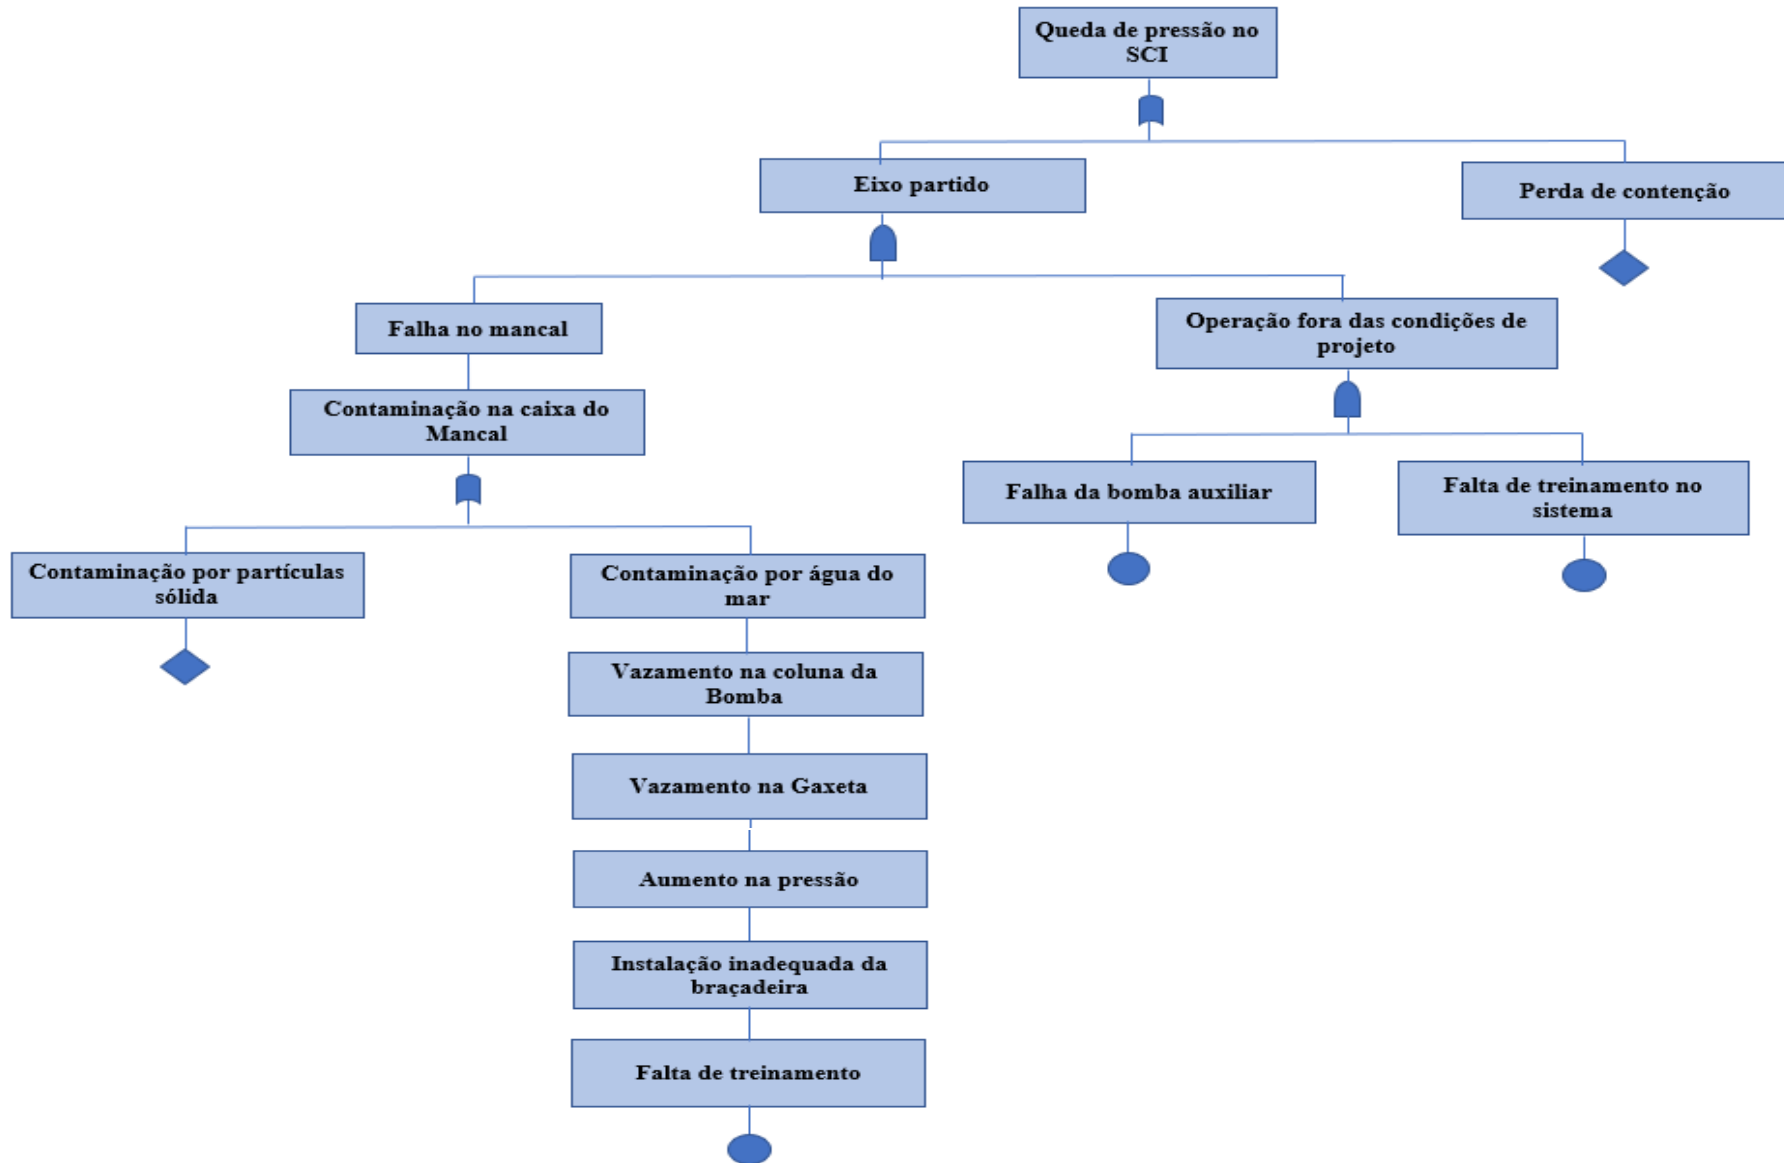 Queda de pressão no
SCI
Eixo partido
Perda de contenção
Falha no mancal
Operação fora das condições de
projeto
Contaminação na caixa do
Mancal
Falha da bomba auxiliar
Falta de treinamento no
sistema
Contaminação por partículas
sólida
Contaminação por água do
mar
Vazamento na coluna da
Bomba
Vazamento na Gaxeta
Aumento na pressão
Instalação inadequada da
braçadeira
Falta de treinamento